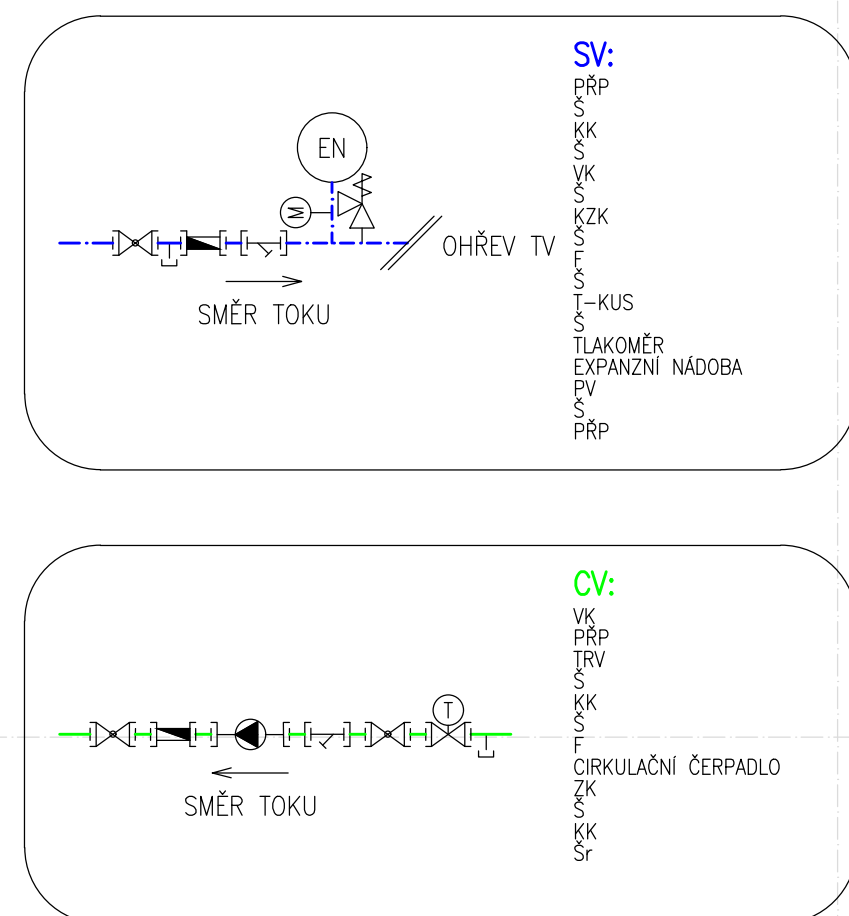 SV:
PŘP
Š
KK
Š
VK
Š
KZK
Š
F
Š
T-KUS
Š
TLAKOMĚR
EXPANZNÍ NÁDOBA
PV
Š
PŘP
EN
M
OHŘEV TV
SMĚR TOKU
CV:
VK
PŘP
TRV
Š
KK
Š
F
CIRKULAČNÍ ČERPADLO
ZK
Š
KK
Šr
T
SMĚR TOKU